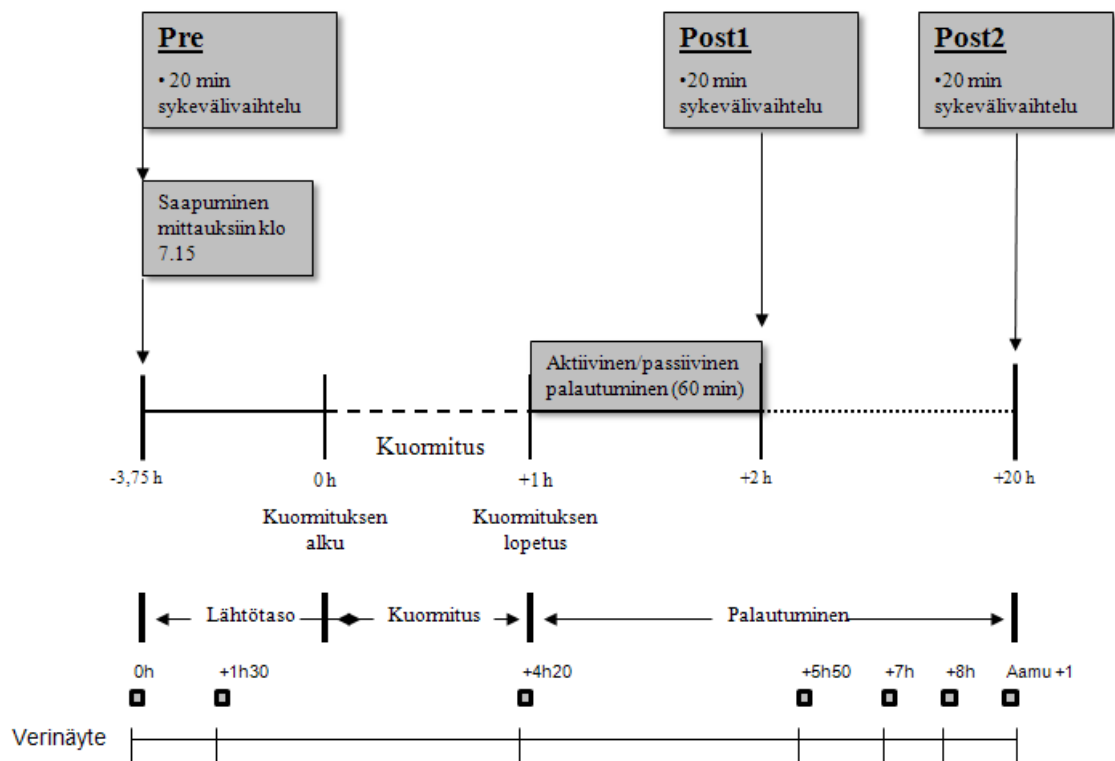 Pre
• 20 min
sykevälivaihtelu
Post1
•20 min
sykevälivaihtelu
Post2
•20 min
sykevälivaihtelu
Saapuminen
mittauksiin klo
7.15
Aktiivinen/passiivinen
palautuminen (60 min)
Kuormitus
-3,75 h
0 h
+1 h
+2 h
+20 h
Kuormituksen
alku
Kuormituksen
lopetus
Lähtötaso
Kuormitus
Palautuminen
0h
+1h30
+4h20
+5h50
+7h
+8h
Aamu +1
Verinäyte